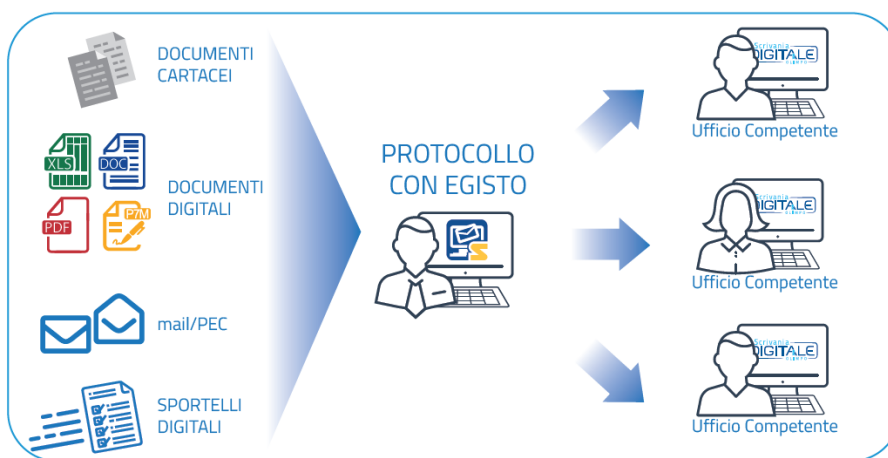 DOCUMENTI
CARTACEI
XLS
DOC
DOCUMENTI
DIGITALI
PDF
P7M
mail/PEC
SPORTELLI
DIGITALI
PROTOCOLLO
CON EGISTO
S
Scrivania
DIGITALE
Ufficio Competente
Scrivania
DIGITALE
Ufficio Competente
Scrivania
DIGITALE
Ufficio Competente